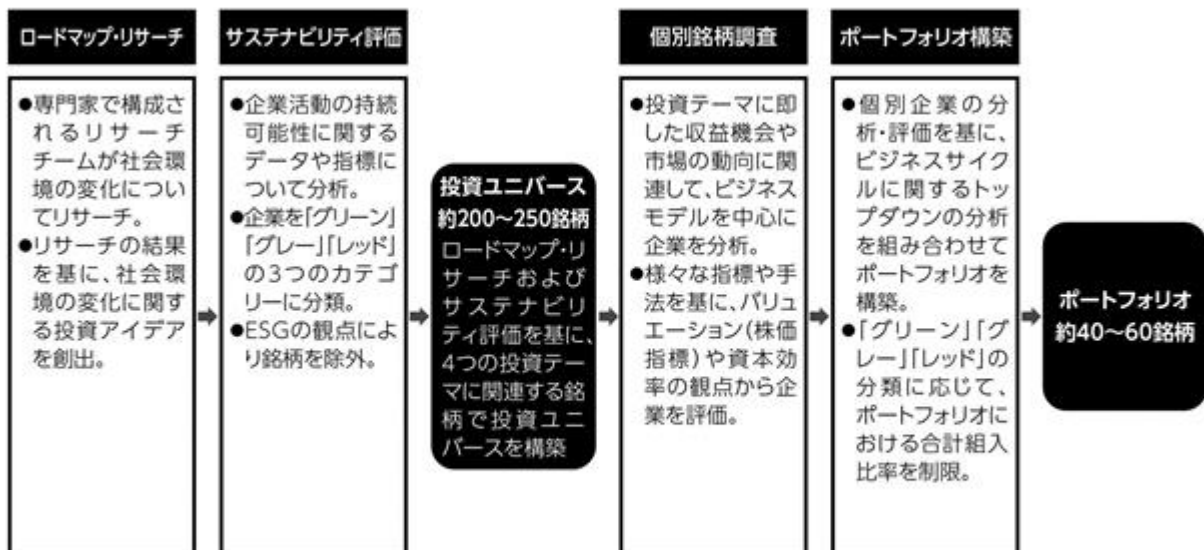 ロードマップ・リサーチ
●専門家で構成さ
れるリサーチ
チームが社会環
境の変化につい
てリサーチ。
●リサーチの結果
を基に、社会環
境の変化に関す
る投資アイデア
を創出。
サステナビリティ評価
●企業活動の持続
可能性に関する
データや指標に
ついて分析。
●企業を「グリーン」
「グレー」「レッド」
の3つのカテゴ
リーに分類。
●ESGの観点によ
り銘柄を除外。
投資ユニバース
約200～250銘柄
ロードマップ・リ
サーチおよび
サステナビリ
ティ評価を基に、
4つの投資テー
マに関連する銘
柄で投資ユニ
バースを構築
個別銘柄調査
●投資テーマに即
した収益機会や
市場の動向に関
連して、ビジネス
モデルを中心に
企業を分析。
●様々な指標や手
法を基に、バリュ
エーション(株価
指標)や資本効
率の観点から企
業を評価。
ポートフォリオ構築
●個別企業の分
析・評価を基に、
ビジネスサイク
ルに関するトッ
プダウンの分析
を組み合わせて
ポートフォリオを
構築。
●「グリーン」「グ
レー」「レッド」の
分類に応じて、
ポートフォリオに
おける合計組入
比率を制限。
ポートフォリオ
約40～60銘柄